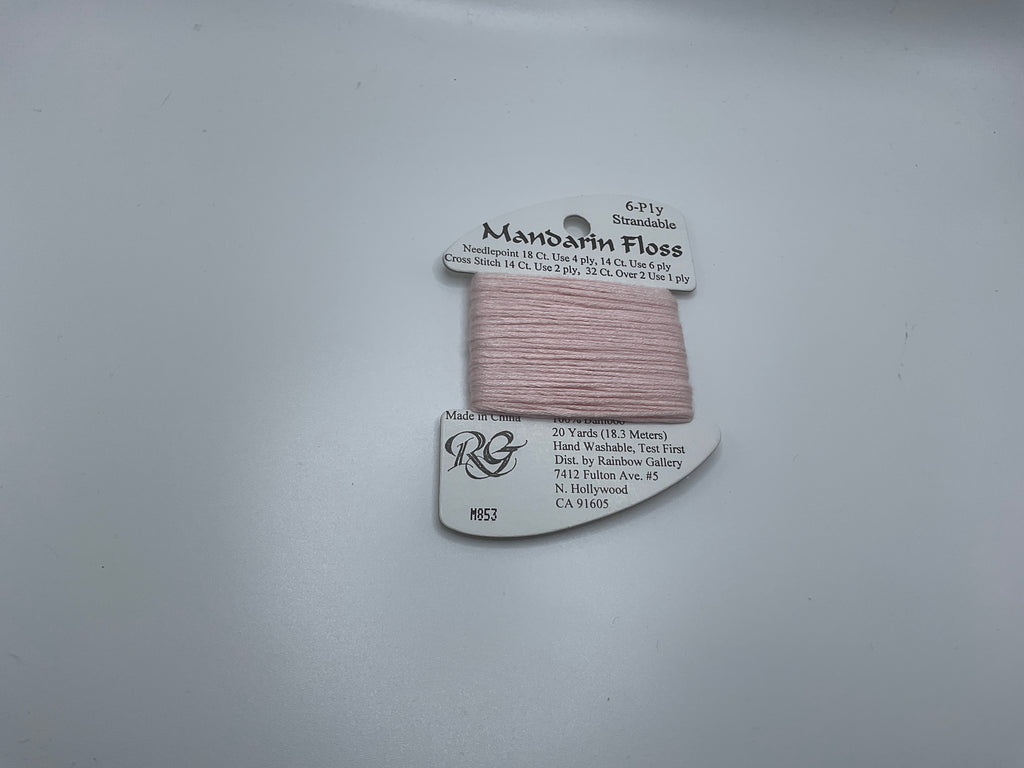 6-Ply
Strandable
Mandarin Floss
Needlepoint 18 Ct. Use 4 ply, 14 Ct. Use 6 ply
Cross Stitch 14 Ct. Use 2 ply, 32 Ct. Over 2 Use 1 ply
Made in China
RG
M853
100% Bamboo
20 Yards (18.3 Meters)
Hand Washable, Test First
Dist. by Rainbow Gallery
7412 Fulton Ave. #5
N. Hollywood
CA 91605